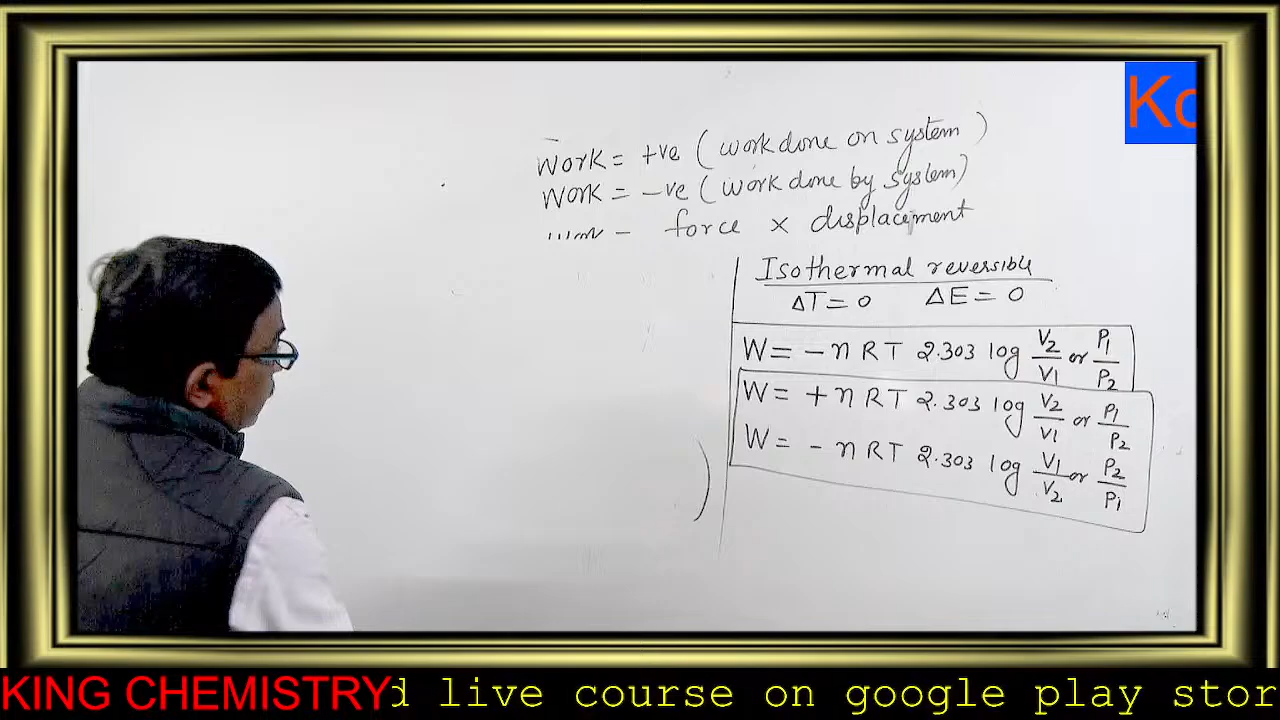 Ko
Work = +ve (work done on system)
Work = -ve (work done by system)
force × displacement
Isothermal reversible
ΔT = 0 ΔE = 0
W = - n R T 2.303 log V2/V1 or P1/P2
W = + n R T 2.303 log V2/V1 or P1/P2
W = - n R T 2.303 log V1/V2 or P2/P1
KING CHEMISTRY d live course on google play stor